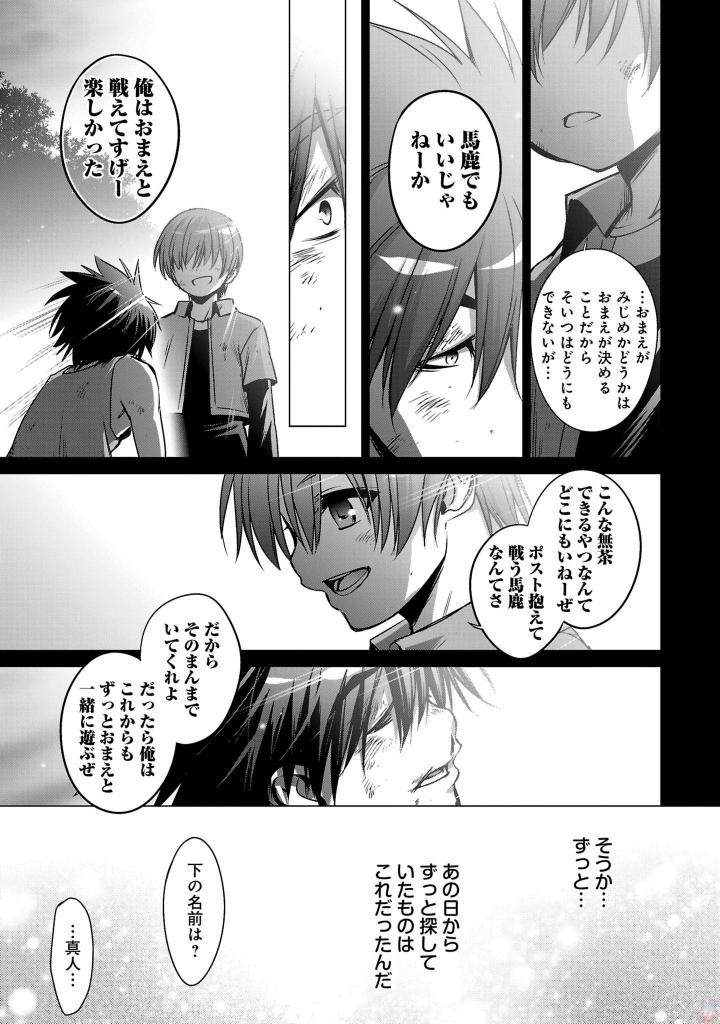 …おまえが
みじめかどうかは
おまえが決める
ことだから
そいつはどうにも
できないが…
馬鹿でも
いいじゃ
ねーか
俺はおまえと
戦えてすげー
楽しかった
こんな無茶
できるやつなんて
どこにもいねーぜ
ポスト抱えて
戦う馬鹿
なんてさ
だから
そのまんまで
いてくれよ
だったら俺は
これからも
ずっとおまえと
一緒に遊ぶぜ
そうか…
ずっと…
あの日から
ずっと探して
いたものは
これだったんだ
下の名前は？
…真人…